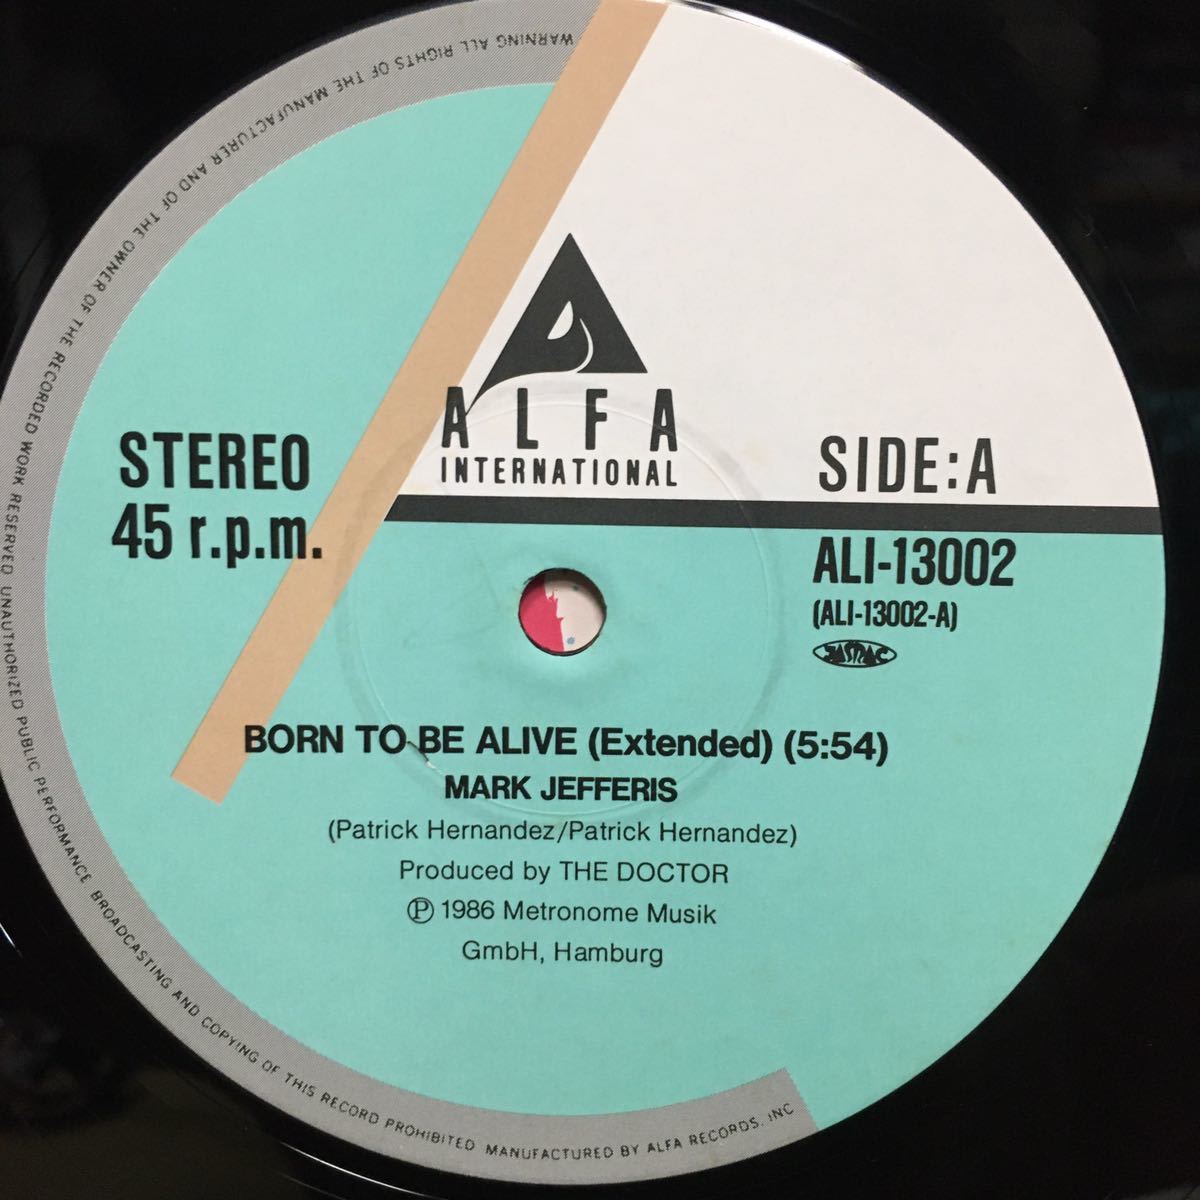 WARNING ALL RIGHTS OF THE MANUFACTURER AND OF THE OWNER OF THE RECORDED WORK RESERVED UNAUTHORIZED PUBLIC PERFORMANCE BROADCASTING AND COPYING OF THIS RECORD PROHIBITED MANUFACTURED BY ALFA RECORDS, INC
ALFA
INTERNATIONAL
STEREO
45 r.p.m.
SIDE:A
ALI-13002
(ALI-13002-A)
JASRAC
BORN TO BE ALIVE (Extended) (5:54)
MARK JEFFERIS
(Patrick Hernandez/Patrick Hernandez)
Produced by THE DOCTOR
Ⓟ 1986 Metronome Musik
GmbH, Hamburg